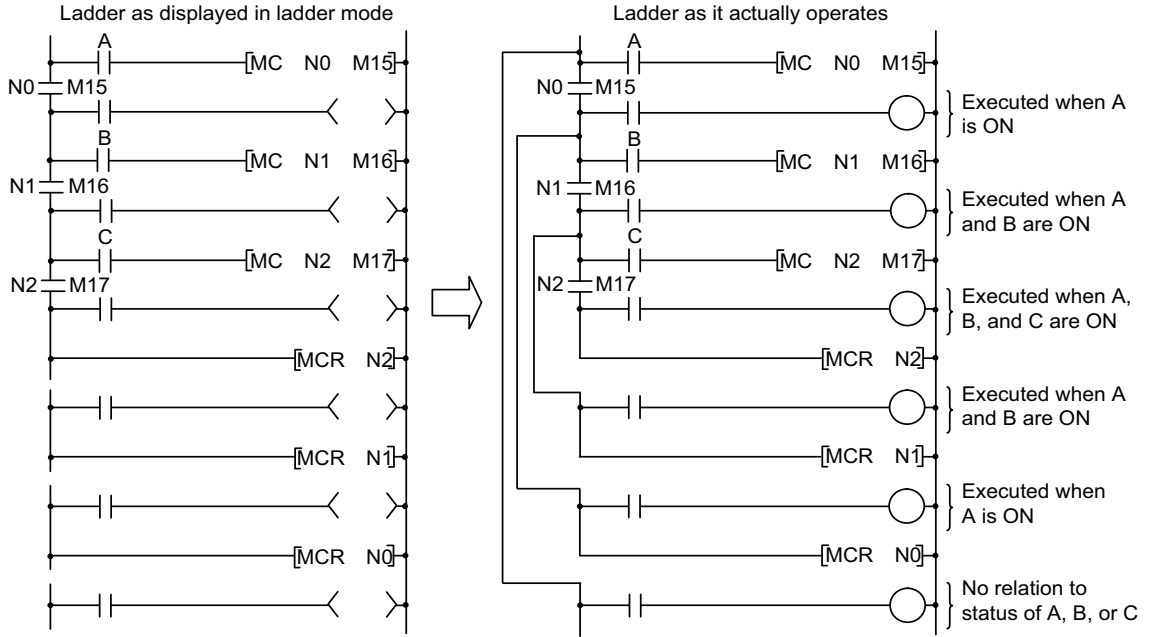 Ladder as displayed in ladder mode
A
[MC N0 M15]
N0 M15
B
[MC N1 M16]
N1 M16
C
[MC N2 M17]
N2 M17
[MCR N2]
[MCR N1]
[MCR N0]
Ladder as it actually operates
A
[MC N0 M15]
N0 M15
Executed when A
is ON
B
[MC N1 M16]
N1 M16
Executed when A
and B are ON
C
[MC N2 M17]
N2 M17
Executed when A,
B, and C are ON
[MCR N2]
Executed when A
and B are ON
[MCR N1]
Executed when
A is ON
[MCR N0]
No relation to
status of A, B, or C